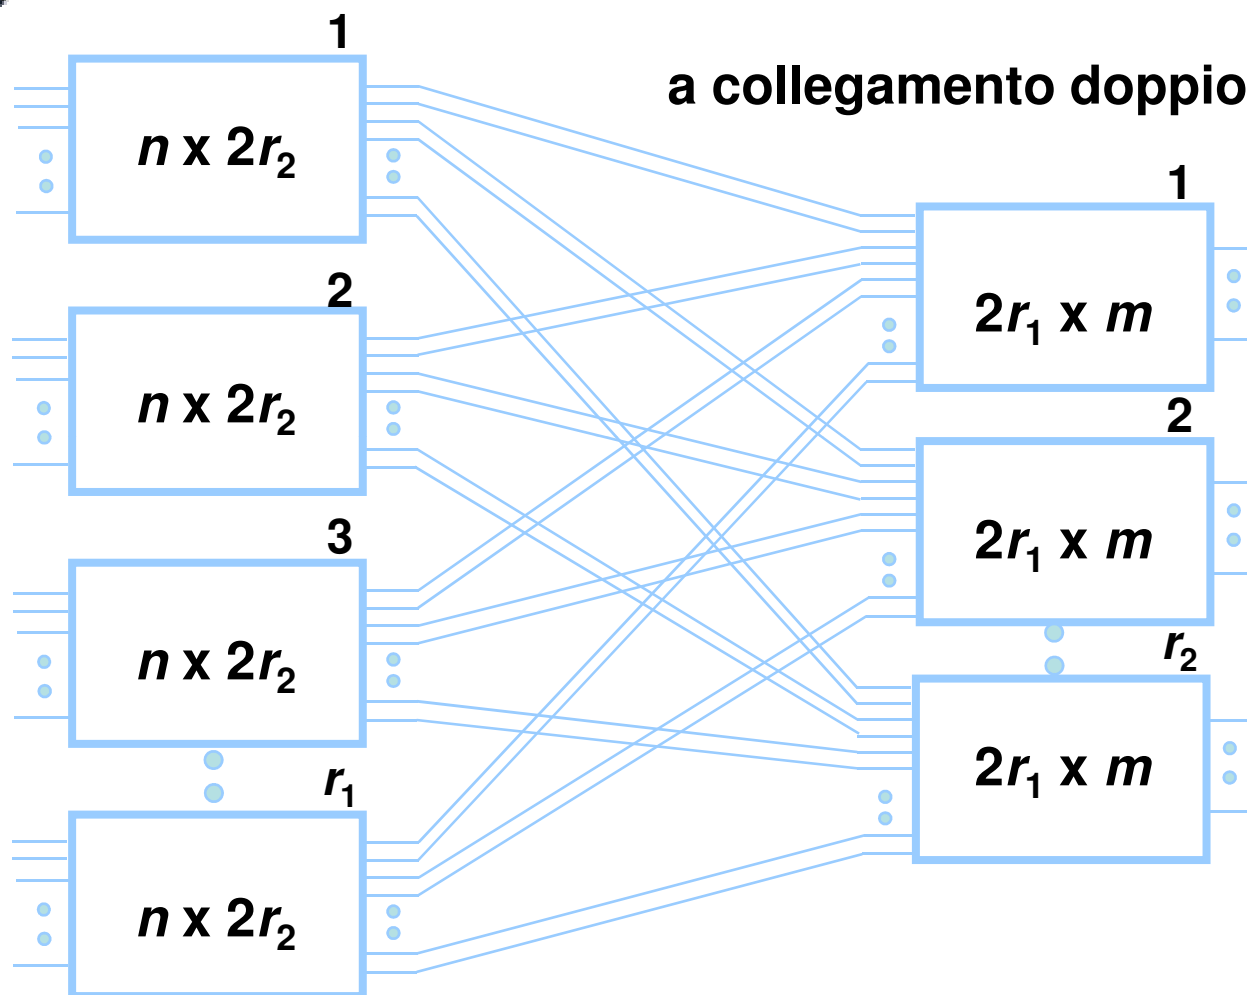 1
a collegamento doppio
n x 2r₂
1
2
2r₁ x m
n x 2r₂
2
3
2r₁ x m
n x 2r₂
r₂
r₁
2r₁ x m
n x 2r₂